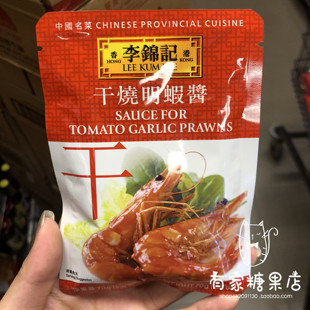 中國名菜 CHINESE PROVINCIAL CUISINE
香 李錦記 港
HONG LEE KUM KEE KONG
干燒明蝦醬
SAUCE FOR
TOMATO GARLIC PRAWNS
干
有家糖果店